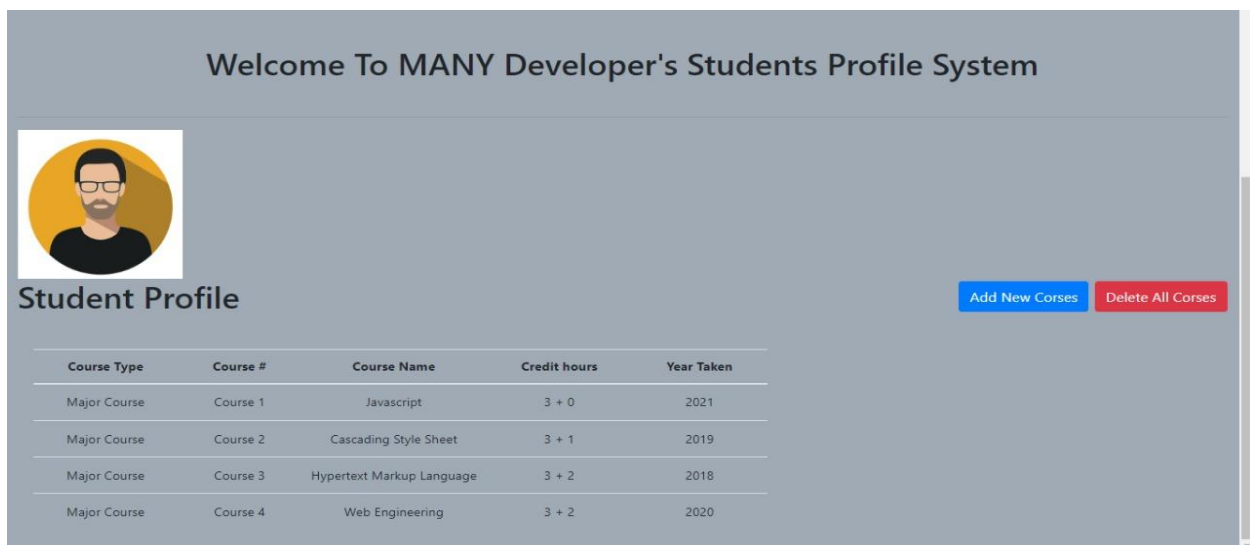 Welcome To MANY Developer's Students Profile System
Student Profile
Add New Corses
Delete All Corses
Course Type Course # Course Name Credit hours Year Taken
Major Course Course 1 Javascript 3 + 0 2021
Major Course Course 2 Cascading Style Sheet 3 + 1 2019
Major Course Course 3 Hypertext Markup Language 3 + 2 2018
Major Course Course 4 Web Engineering 3 + 2 2020